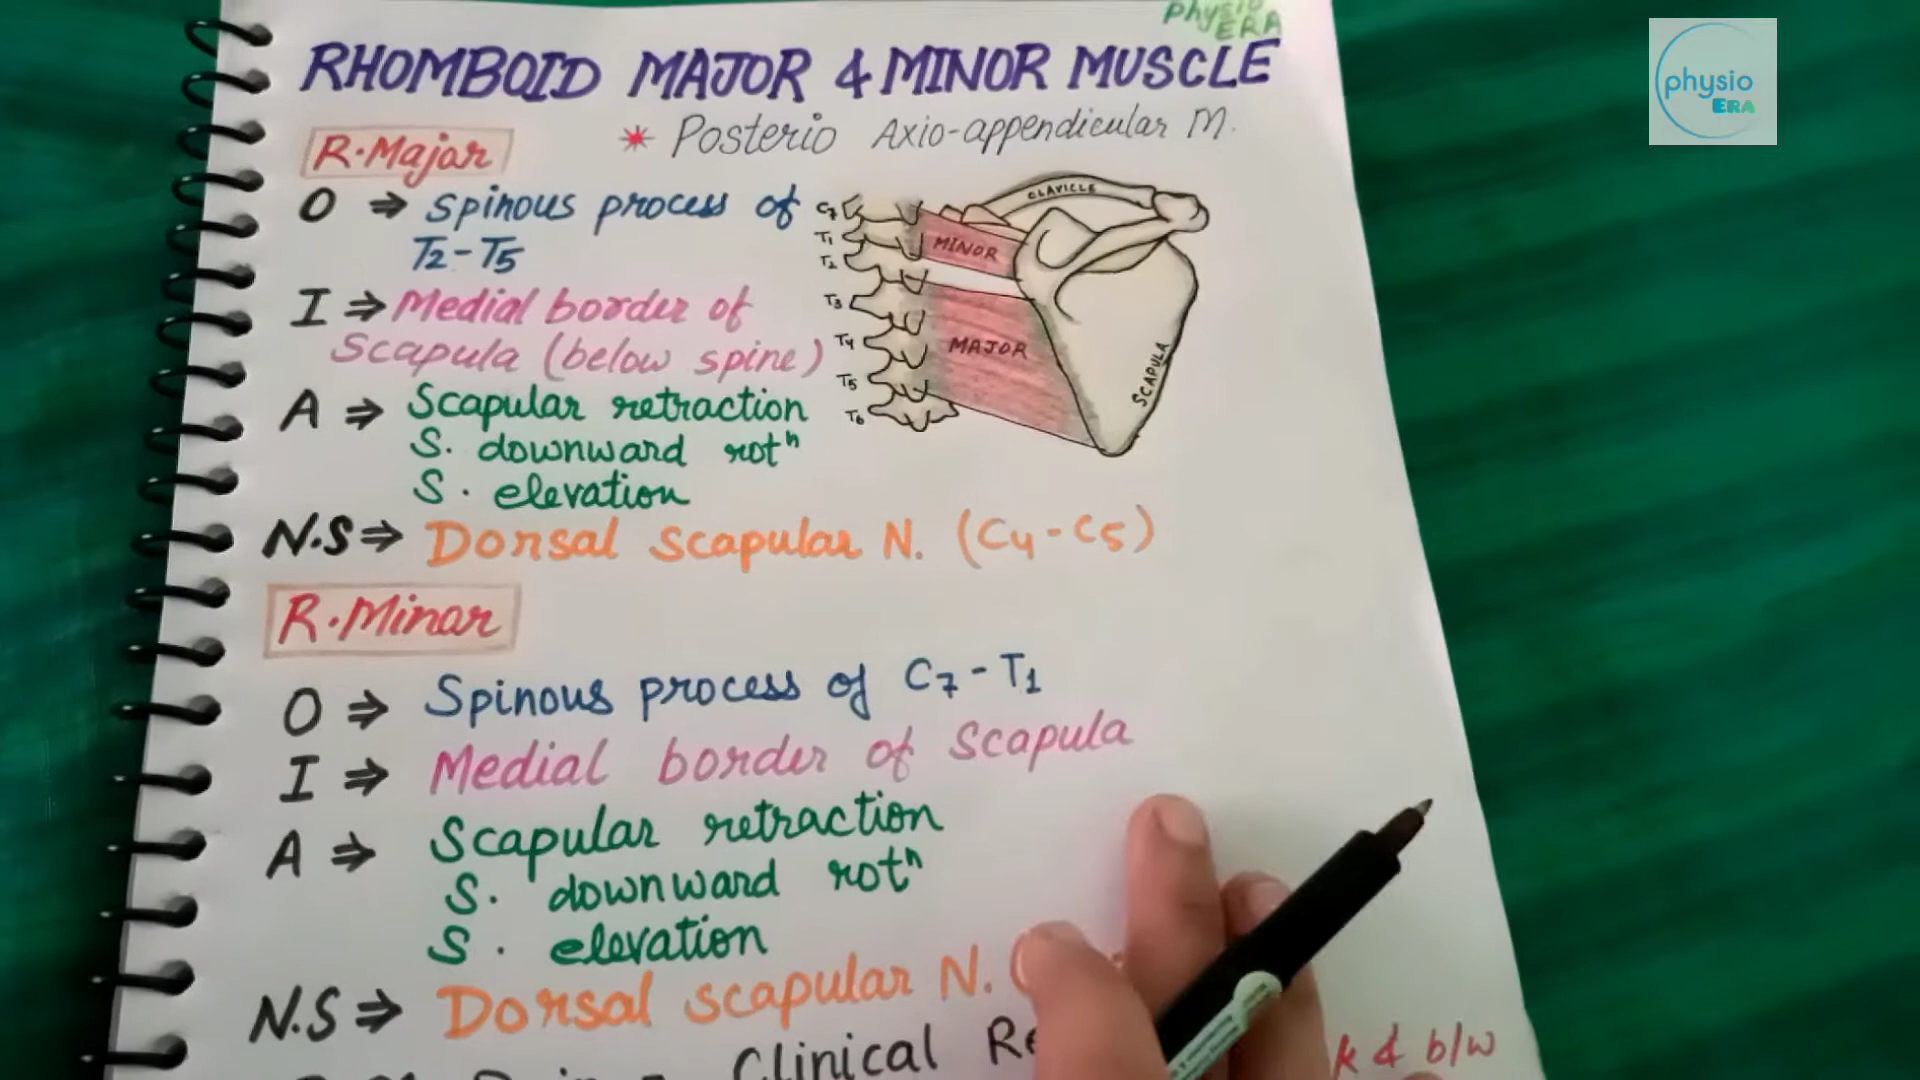 physio
ERA
physio
ERA
RHOMBOID MAJOR & MINOR MUSCLE
Posterio Axio-appendicular M.
R.Major
O ⇒ Spinous process of
T2-T5
I ⇒ Medial border of
Scapula (below spine)
A ⇒ Scapular retraction
S. downward rotⁿ
S. elevation
N.S ⇒ Dorsal scapular N. (C4-C5)
CLAVICLE
C7
T1
T2
T3
T4
T5
T6
MINOR
MAJOR
SCAPULA
R.Minor
O ⇒ Spinous process of C7-T1
I ⇒ Medial border of Scapula
A ⇒ Scapular retraction
S. downward rotⁿ
S. elevation
N.S ⇒ Dorsal scapular N. (
Clinical
k & b/w